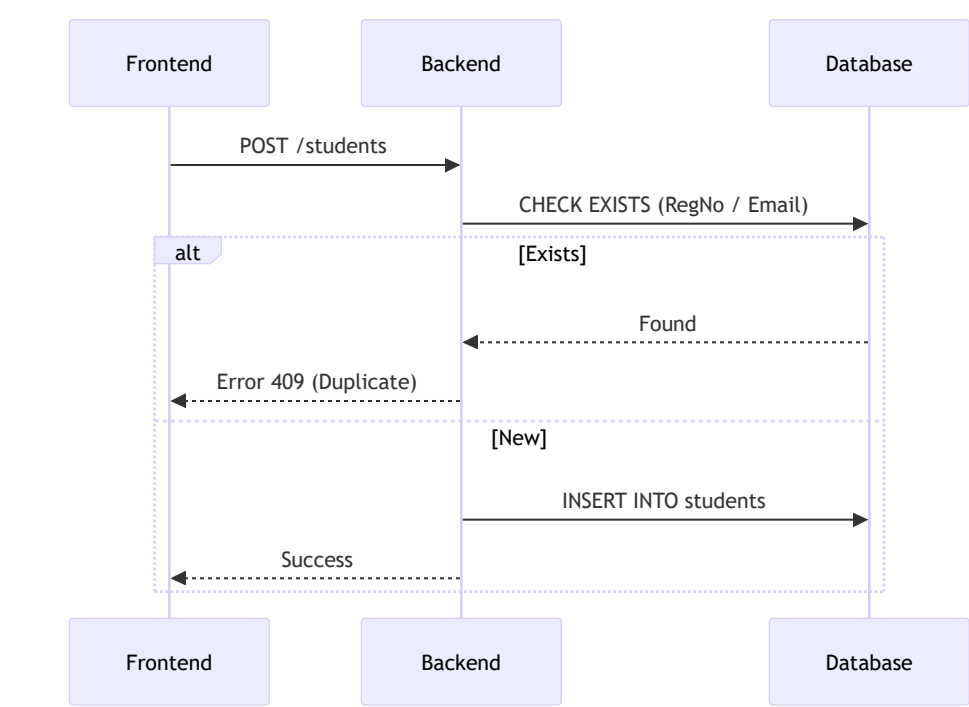 Frontend
Backend
Database
POST /students
CHECK EXISTS (RegNo / Email)
alt
[Exists]
Found
Error 409 (Duplicate)
[New]
INSERT INTO students
Success
Frontend
Backend
Database